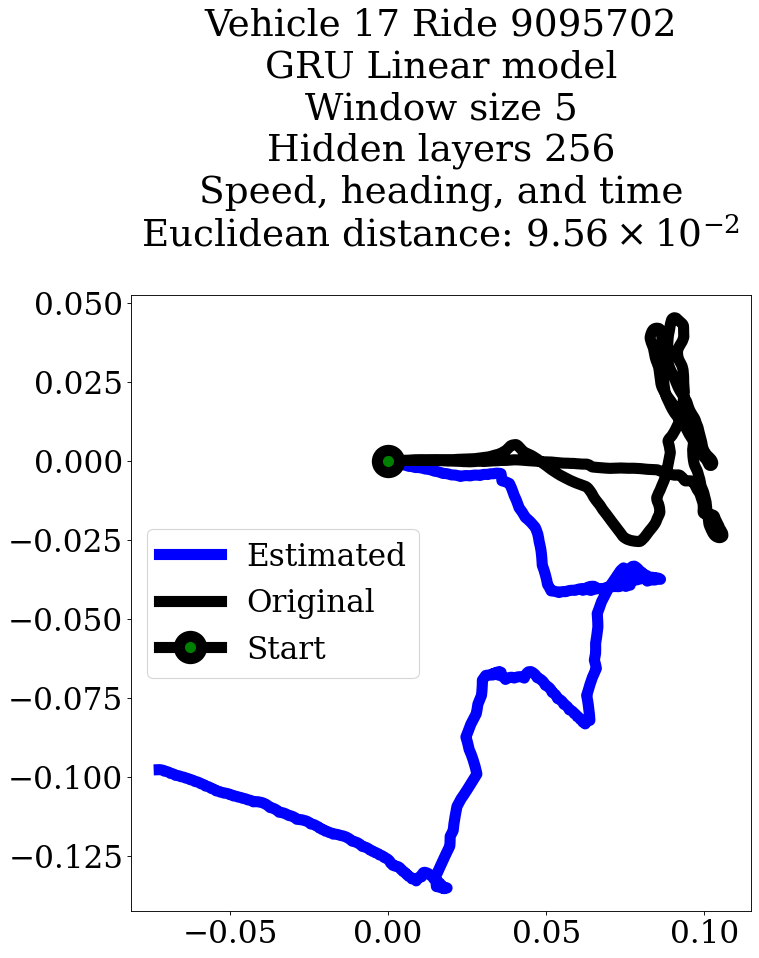 Vehicle 17 Ride 9095702
GRU Linear model
Window size 5
Hidden layers 256
Speed, heading, and time
Euclidean distance: 9.56 × 10⁻²
0.050
0.025
0.000
−0.025
−0.050
−0.075
−0.100
−0.125
Estimated
Original
Start
−0.05
0.00
0.05
0.10